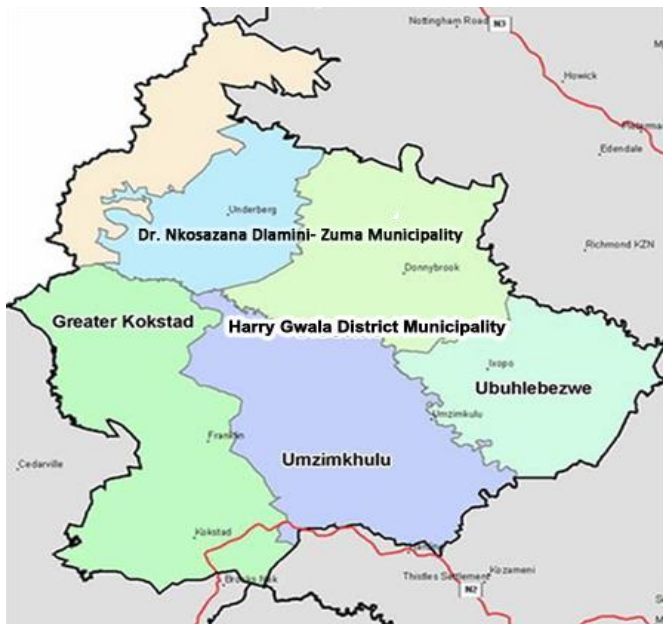 Nottingham Road
N3
Howick
Edendale
Underberg
Dr. Nkosazana Dlamini- Zuma Municipality
Richmond KZN
Donnybrook
Greater Kokstad
Harry Gwala District Municipality
Ixopo
Ubuhlebezwe
Umzimkulu
Franklin
Umzimkhulu
Cedarville
Kokstad
Thistles Settlement
Kozameni
N2